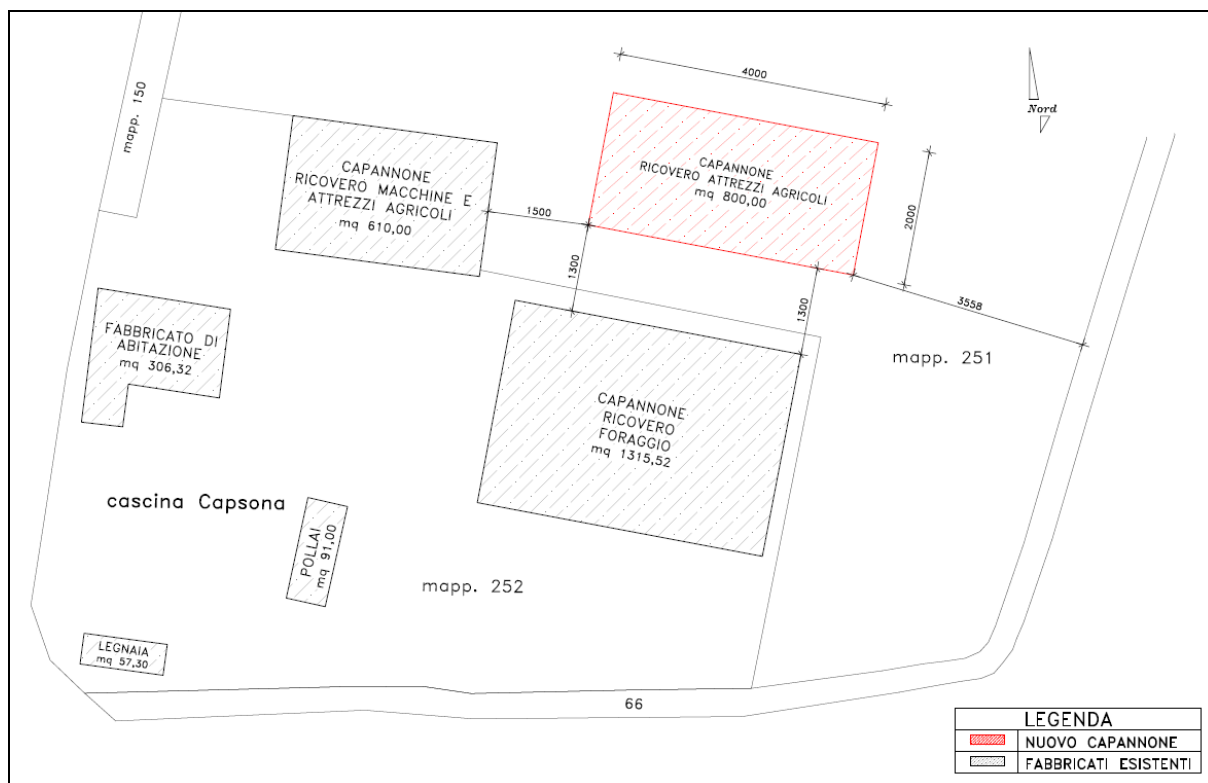 4000
Nord
mapp. 150
CAPANNONE
RICOVERO MACCHINE E
ATTREZZI AGRICOLI
mq 610,00
CAPANNONE
RICOVERO ATTREZZI AGRICOLI
mq 800,00
1500
2000
1300
1300
3558
FABBRICATO DI
ABITAZIONE
mq 306,32
mapp. 251
CAPANNONE
RICOVERO
FORAGGIO
mq 1315,52
cascina Capsona
POLLAI
mq 91,00
mapp. 252
LEGNAIA
mq 57,30
66
LEGENDA
NUOVO CAPANNONE
FABBRICATI ESISTENTI